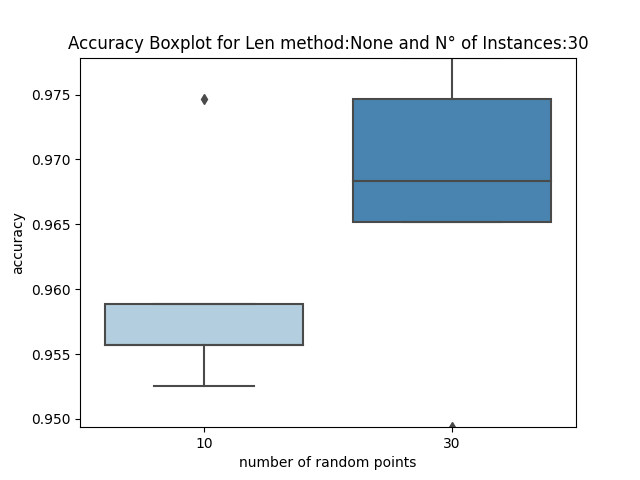 Accuracy Boxplot for Len method:None and N° of Instances:30
0.975
0.970
0.965
0.960
0.955
0.950
accuracy
10 30
number of random points